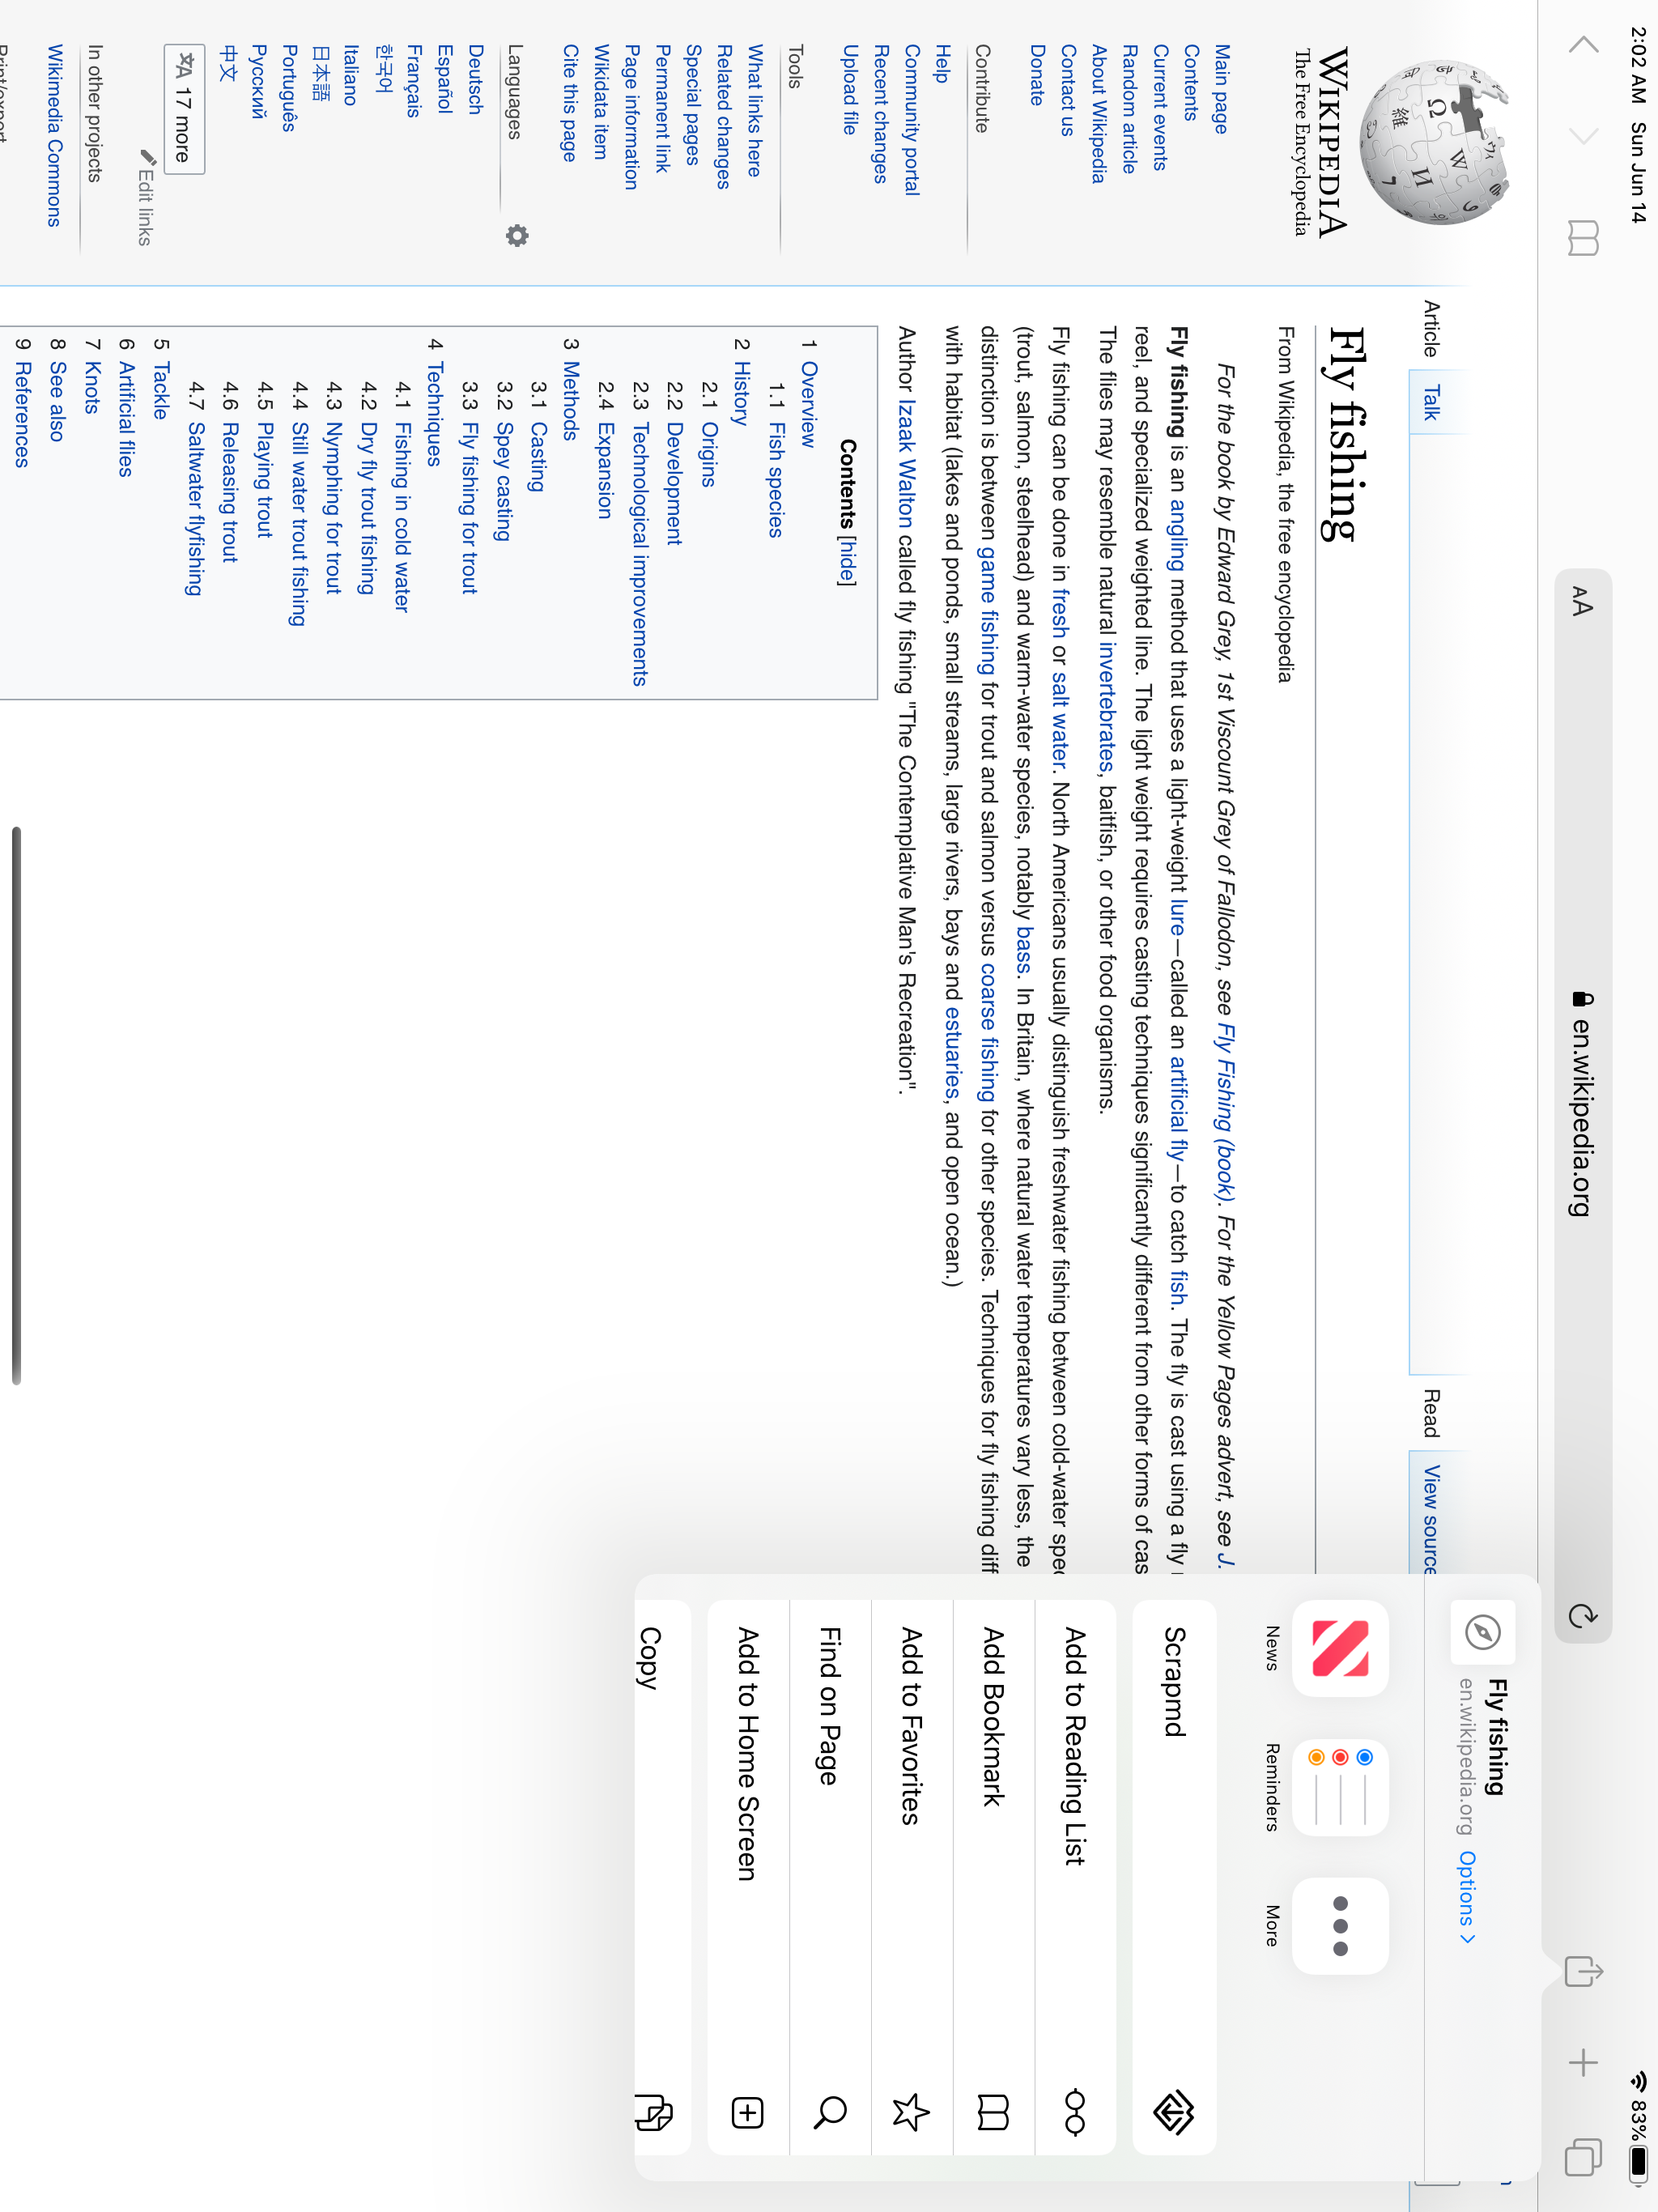 2:02 AM Sun Jun 14
83%
AA
en.wikipedia.org
WIKIPEDIA
The Free Encyclopedia
Main page
Contents
Current events
Random article
About Wikipedia
Contact us
Donate
Contribute
Help
Community portal
Recent changes
Upload file
Tools
What links here
Related changes
Special pages
Permanent link
Page information
Wikidata item
Cite this page
Languages
Deutsch
Español
Français
한국어
Italiano
日本語
Português
Русский
中文
文A 17 more
Edit links
In other projects
Wikimedia Commons
Print/export
Article Talk
Read View source
Fly fishing
From Wikipedia, the free encyclopedia
For the book by Edward Grey, 1st Viscount Grey of Fallodon, see Fly Fishing (book). For the Yellow Pages advert, see J.
Fly fishing is an angling method that uses a light-weight lure—called an artificial fly—to catch fish. The fly is cast using a fly
reel, and specialized weighted line. The light weight requires casting techniques significantly different from other forms of cas
The flies may resemble natural invertebrates, baitfish, or other food organisms.
Fly fishing can be done in fresh or salt water. North Americans usually distinguish freshwater fishing between cold-water spe
(trout, salmon, steelhead) and warm-water species, notably bass. In Britain, where natural water temperatures vary less, the
distinction is between game fishing for trout and salmon versus coarse fishing for other species. Techniques for fly fishing diff
with habitat (lakes and ponds, small streams, large rivers, bays and estuaries, and open ocean.)
Author Izaak Walton called fly fishing "The Contemplative Man's Recreation".
Contents [hide]
1 Overview
1.1 Fish species
2 History
2.1 Origins
2.2 Development
2.3 Technological improvements
2.4 Expansion
3 Methods
3.1 Casting
3.2 Spey casting
3.3 Fly fishing for trout
4 Techniques
4.1 Fishing in cold water
4.2 Dry fly trout fishing
4.3 Nymphing for trout
4.4 Still water trout fishing
4.5 Playing trout
4.6 Releasing trout
4.7 Saltwater flyfishing
5 Tackle
6 Artificial flies
7 Knots
8 See also
9 References
Fly fishing
en.wikipedia.org Options >
News Reminders More
Scrapmd
Add to Reading List
Add Bookmark
Add to Favorites
Find on Page
Add to Home Screen
Copy